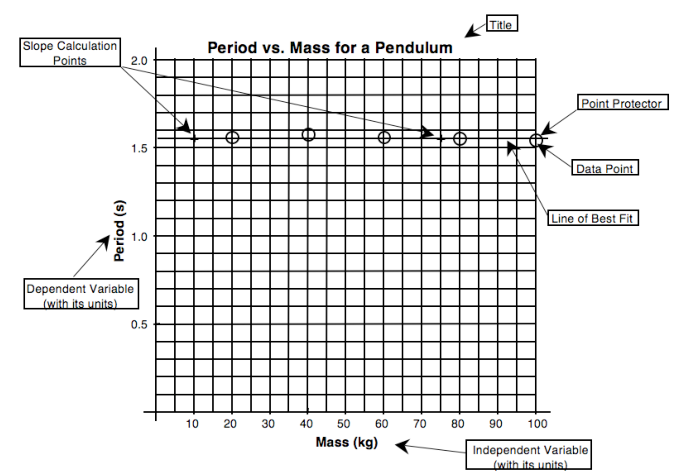 Title
Slope Calculation
Points
Period vs. Mass for a Pendulum
2.0
Point Protector
1.5
Data Point
Line of Best Fit
Period (s)
1.0
Dependent Variable
(with its units)
0.5
10 20 30 40 50 60 70 80 90 100
Mass (kg)
Independent Variable
(with its units)